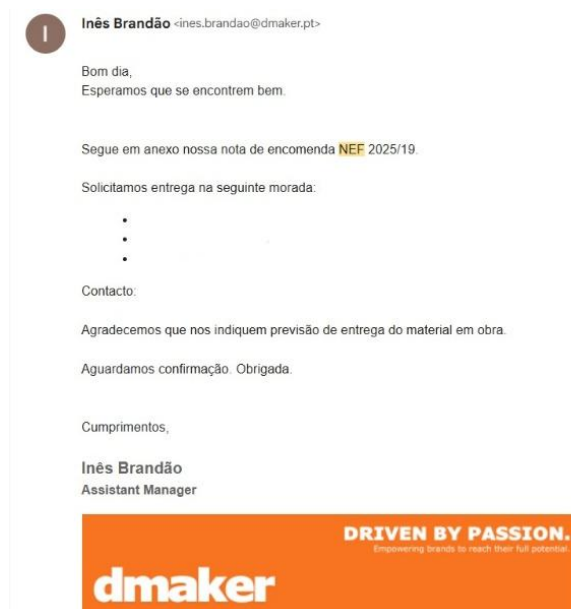 I
Inês Brandão <ines.brandao@dmaker.pt>
Bom dia,
Esperamos que se encontrem bem.
Segue em anexo nossa nota de encomenda NEF 2025/19.
Solicitamos entrega na seguinte morada:
•
•
•
Contacto:
Agradecemos que nos indiquem previsão de entrega do material em obra.
Aguardamos confirmação. Obrigada.
Cumprimentos,
Inês Brandão
Assistant Manager
DRIVEN BY PASSION.
Empowering brands to reach their full potential.
dmaker